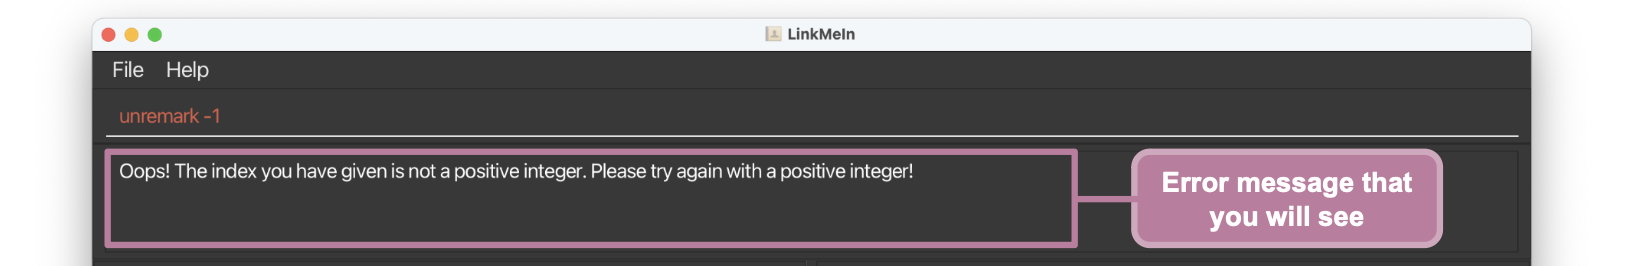 LinkMeIn
File Help
unremark -1
Oops! The index you have given is not a positive integer. Please try again with a positive integer!
Error message that
you will see